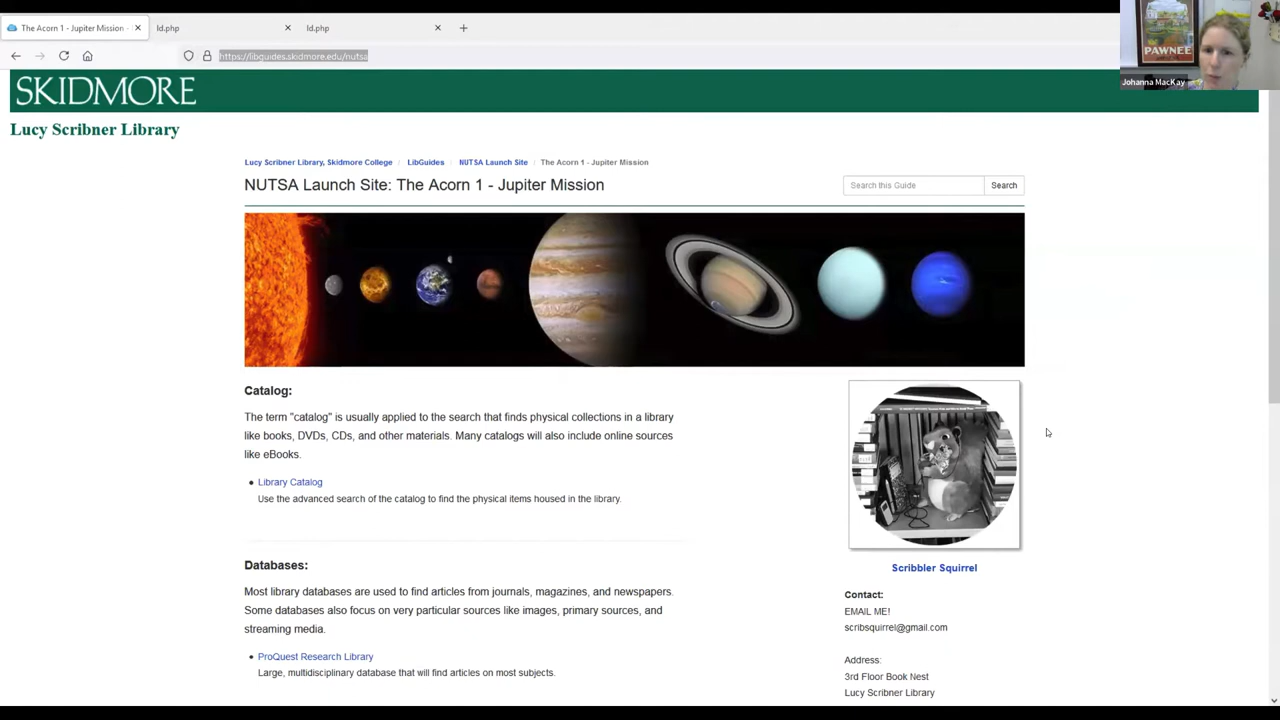 The Acorn 1 - Jupiter Mission
ld.php
ld.php
https://libguides.skidmore.edu/nutsa
PAWNEE
Johanna MacKay
SKIDMORE
Lucy Scribner Library
Lucy Scribner Library, Skidmore College / LibGuides / NUTSA Launch Site / The Acorn 1 - Jupiter Mission
NUTSA Launch Site: The Acorn 1 - Jupiter Mission
Search this Guide
Search
Catalog:
The term "catalog" is usually applied to the search that finds physical collections in a library
like books, DVDs, CDs, and other materials. Many catalogs will also include online sources
like eBooks.
Library Catalog
Use the advanced search of the catalog to find the physical items housed in the library.
Databases:
Most library databases are used to find articles from journals, magazines, and newspapers.
Some databases also focus on very particular sources like images, primary sources, and
streaming media.
ProQuest Research Library
Large, multidisciplinary database that will find articles on most subjects.
Scribbler Squirrel
Contact:
EMAIL ME!
scribsquirrel@gmail.com
Address:
3rd Floor Book Nest
Lucy Scribner Library